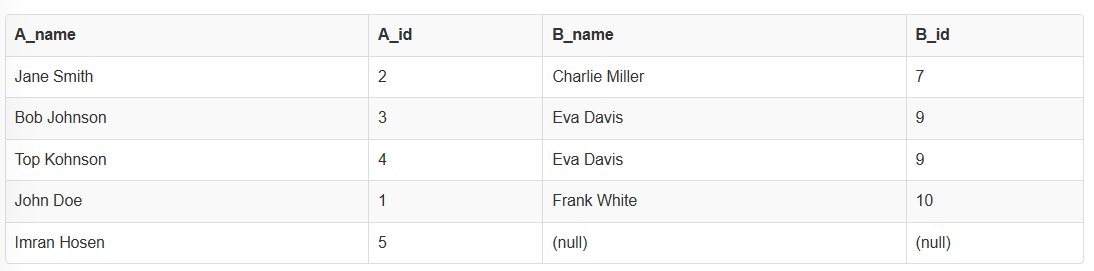 A_name A_id B_name B_id
Jane Smith 2 Charlie Miller 7
Bob Johnson 3 Eva Davis 9
Top Kohnson 4 Eva Davis 9
John Doe 1 Frank White 10
Imran Hosen 5 (null) (null)